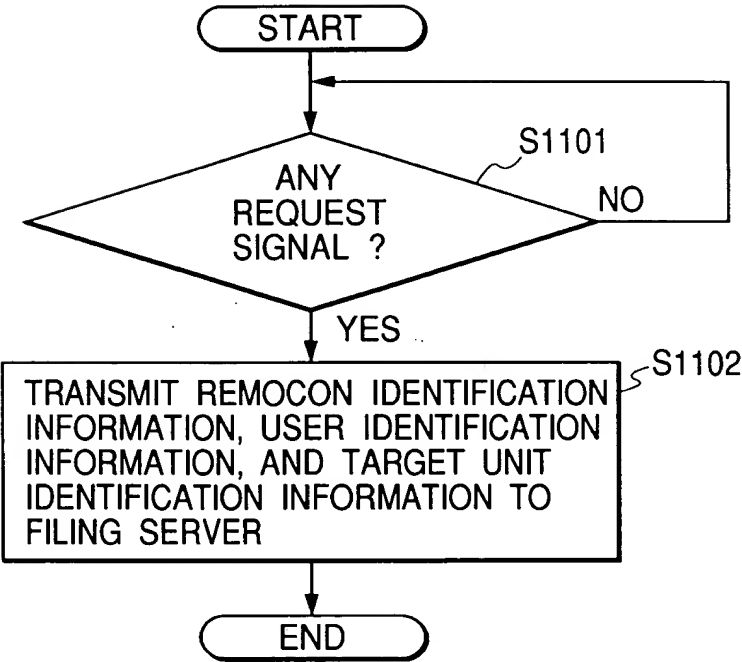 START
S1101
ANY
REQUEST
SIGNAL ?
NO
YES
S1102
TRANSMIT REMOCON IDENTIFICATION
INFORMATION, USER IDENTIFICATION
INFORMATION, AND TARGET UNIT
IDENTIFICATION INFORMATION TO
FILING SERVER
END